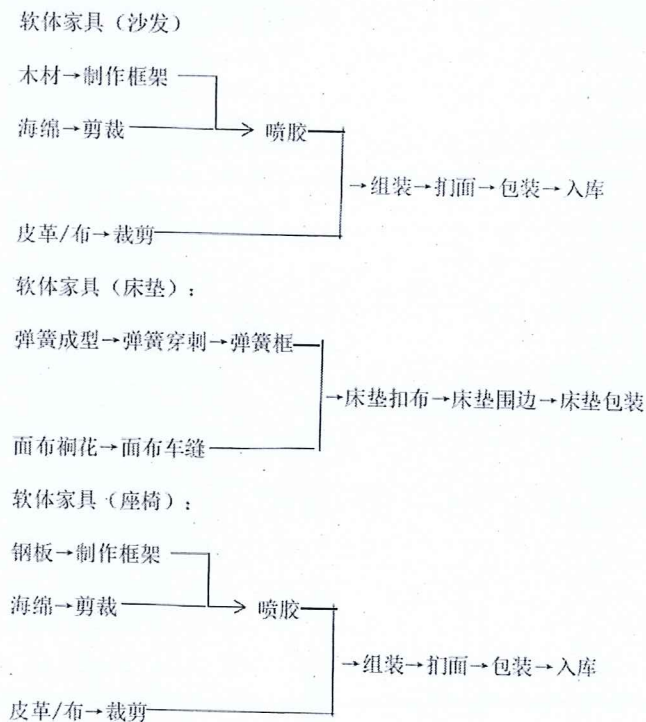 软体家具（沙发）
木材→制作框架
海绵→剪裁 → 喷胶
→组装→扪面→包装→入库
皮革/布→裁剪
软体家具（床垫）：
弹簧成型→弹簧穿刺→弹簧框
→床垫扣布→床垫围边→床垫包装
面布裥花→面布车缝
软体家具（座椅）：
钢板→制作框架
海绵→剪裁 → 喷胶
→组装→扪面→包装→入库
皮革/布→裁剪